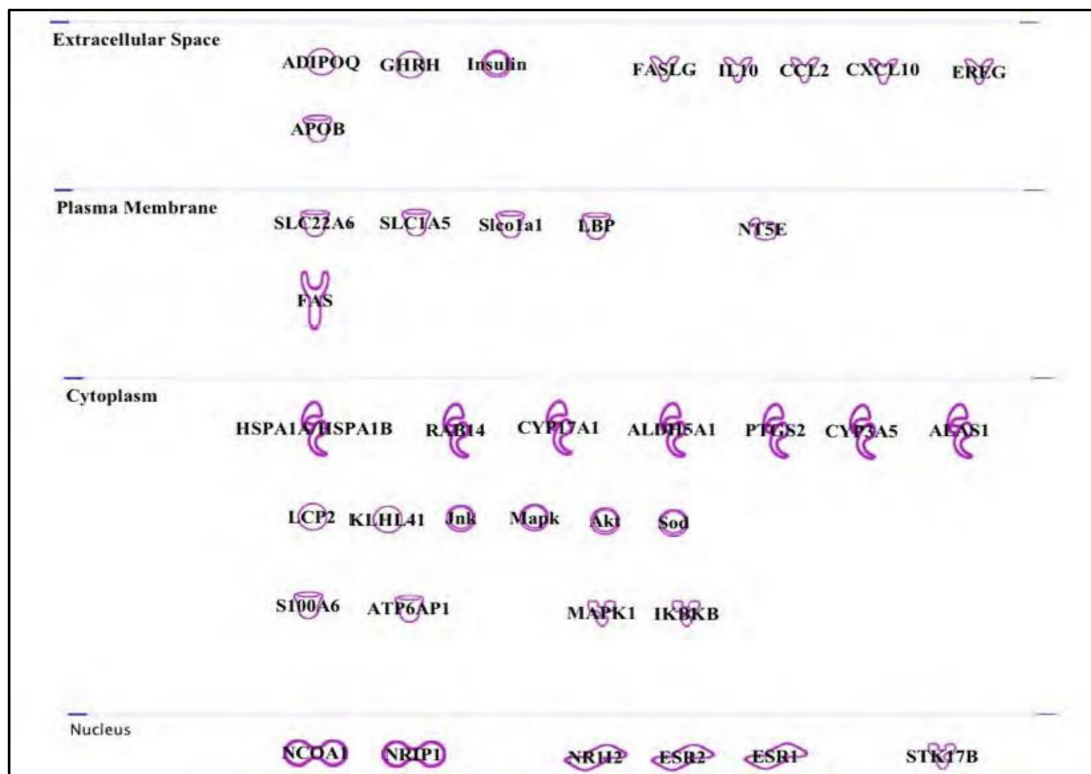 Extracellular Space
ADIPOQ GHRH Insulin FASLG IL10 CCL2 CXCL10 EREG
APOB
Plasma Membrane
SLC22A6 SLC1A5 Slco1a1 LBP NT5E
FAS
Cytoplasm
HSPA1A/HSPA1B RAB14 CYP17A1 ALDH5A1 PTGS2 CYP3A5 ALAS1
LCP2 KLHL41 Jnk Mapk Akt Sod
S100A6 ATP6AP1 MAPK1 IKBKB
Nucleus
NCOA1 NRIP1 NR1I2 ESR2 ESR1 STK17B